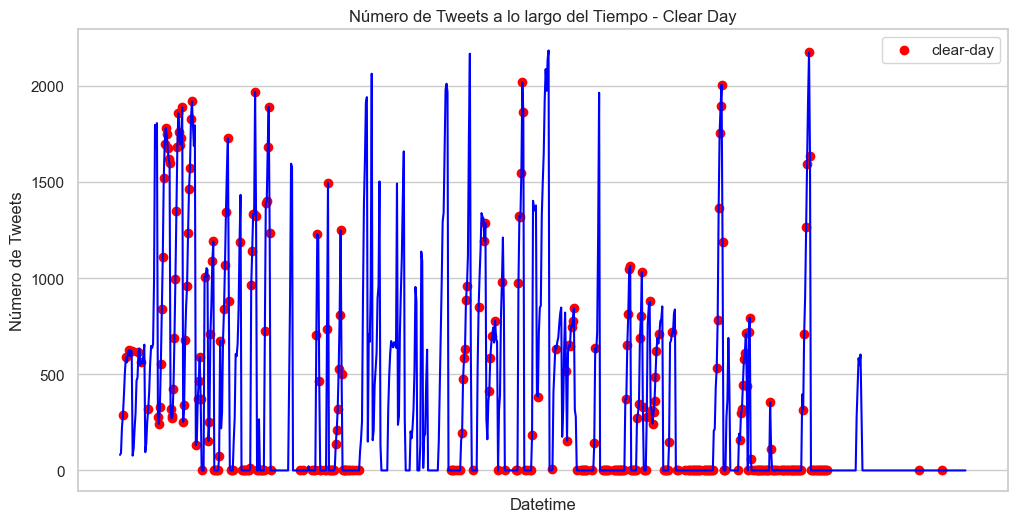 Número de Tweets a lo largo del Tiempo - Clear Day
clear-day
2000
1500
1000
500
0
Número de Tweets
Datetime